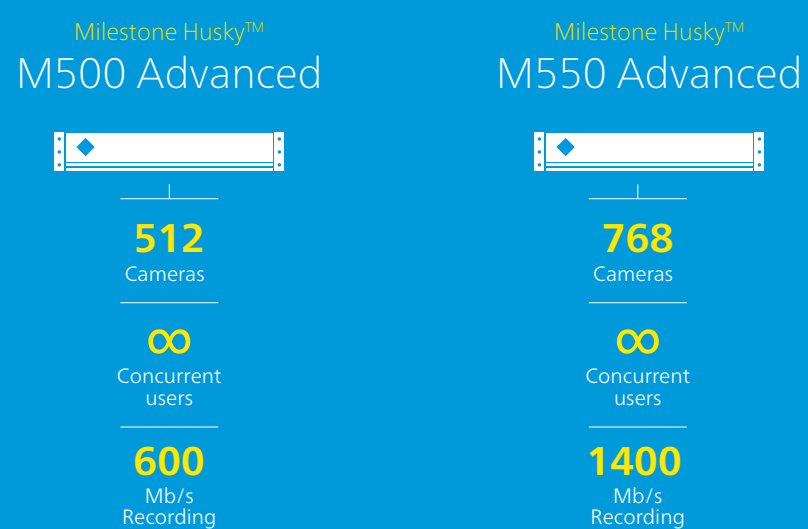 Milestone Husky™
M500 Advanced
512
Cameras
∞
Concurrent
users
600
Mb/s
Recording
Milestone Husky™
M550 Advanced
768
Cameras
∞
Concurrent
users
1400
Mb/s
Recording